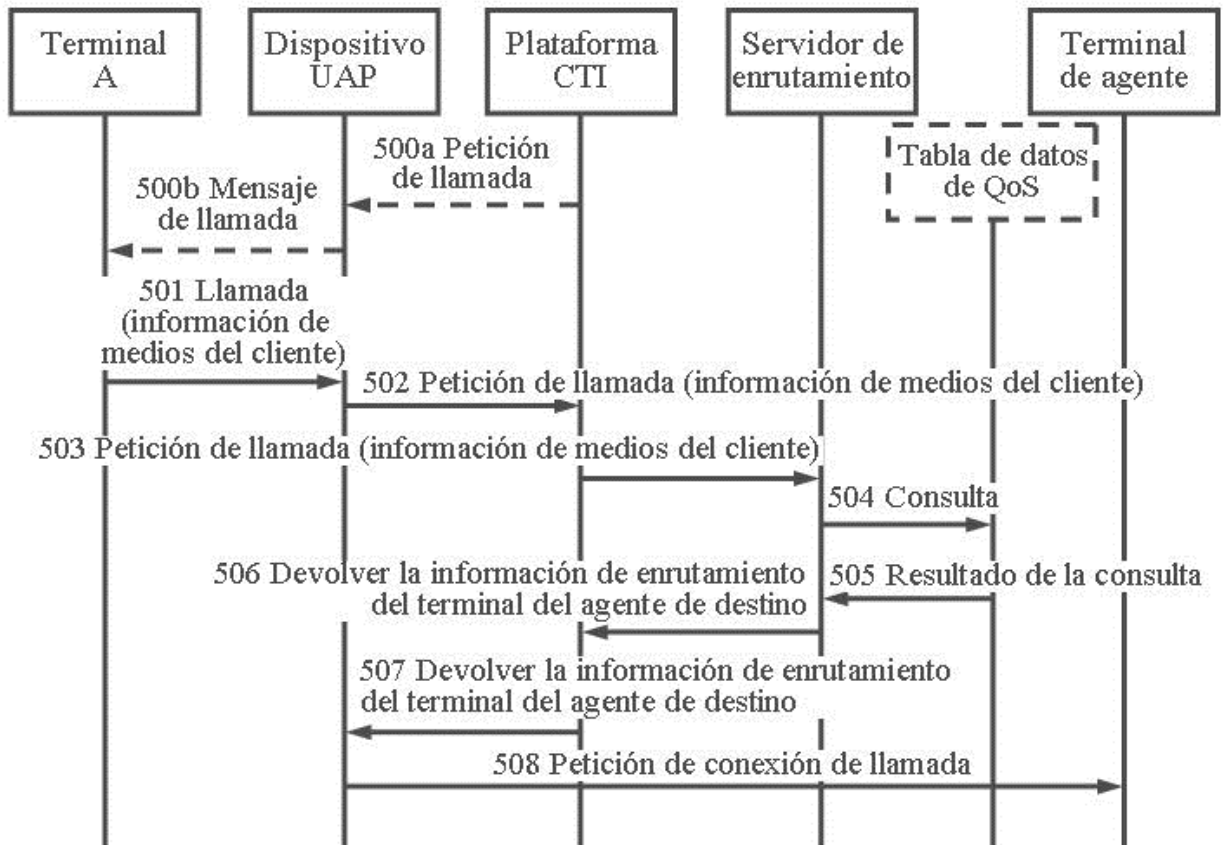 Terminal
A
Dispositivo
UAP
Plataforma
CTI
Servidor de
enrutamiento
Terminal
de agente
Tabla de datos
de QoS
500a Petición
de llamada
500b Mensaje
de llamada
501 Llamada
(información de
medios del cliente)
502 Petición de llamada (información de medios del cliente)
503 Petición de llamada (información de medios del cliente)
504 Consulta
505 Resultado de la consulta
506 Devolver la información de enrutamiento
del terminal del agente de destino
507 Devolver la información de enrutamiento
del terminal del agente de destino
508 Petición de conexión de llamada